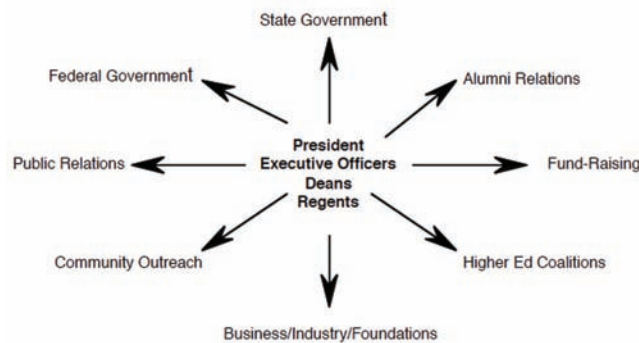 State Government
Federal Government
Alumni Relations
President
Executive Officers
Deans
Regents
Public Relations
Fund-Raising
Community Outreach
Higher Ed Coalitions
Business/Industry/Foundations